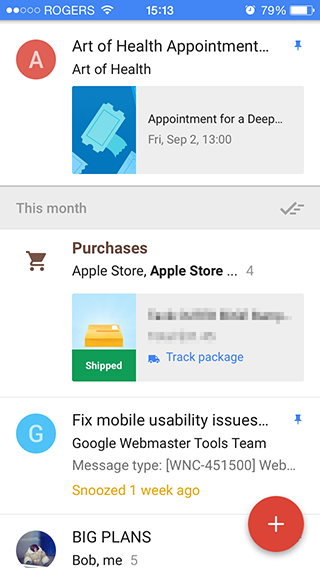 ROGERS 15:13 79%
A
Art of Health Appointment...
Art of Health
Appointment for a Deep...
Fri, Sep 2, 13:00
This month
Purchases
Apple Store, Apple Store ... 4
Shipped
Track package
G
Fix mobile usability issues...
Google Webmaster Tools Team
Message type: [WNC-451500] Web...
Snoozed 1 week ago
BIG PLANS
Bob, me 5